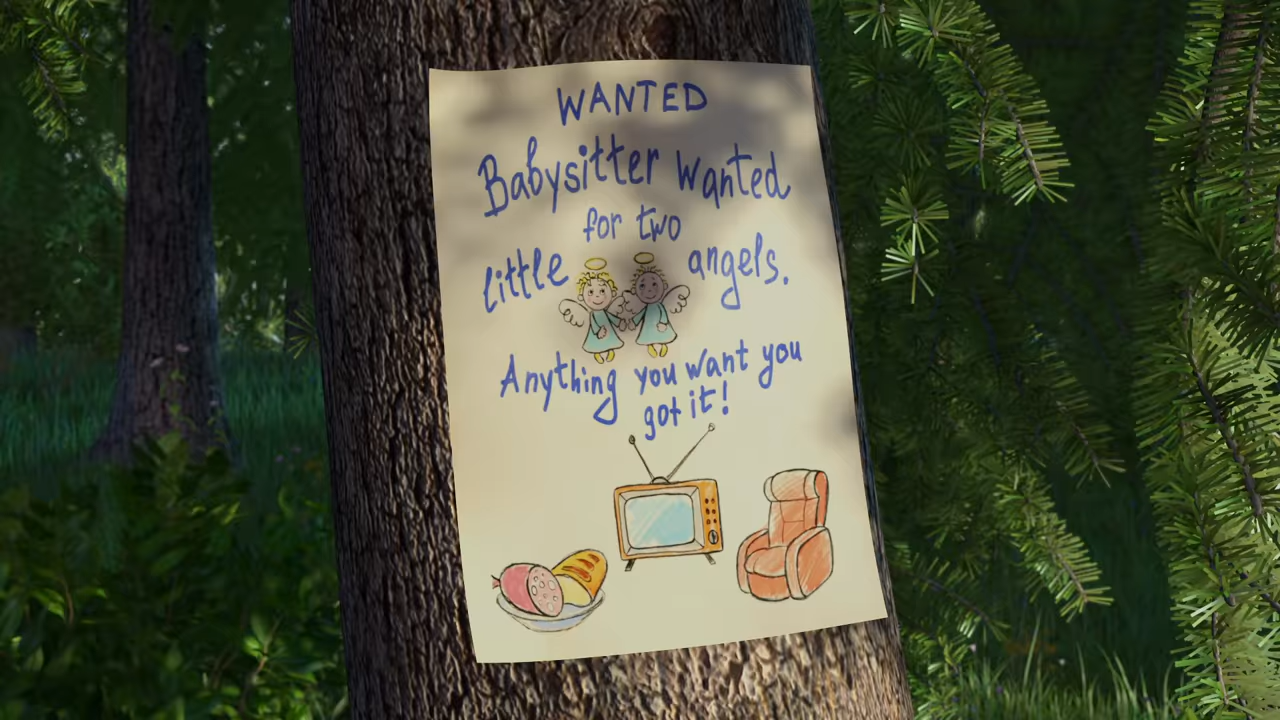 WANTED
Babysitter Wanted
for two
little angels.
Anything you want you
got it!